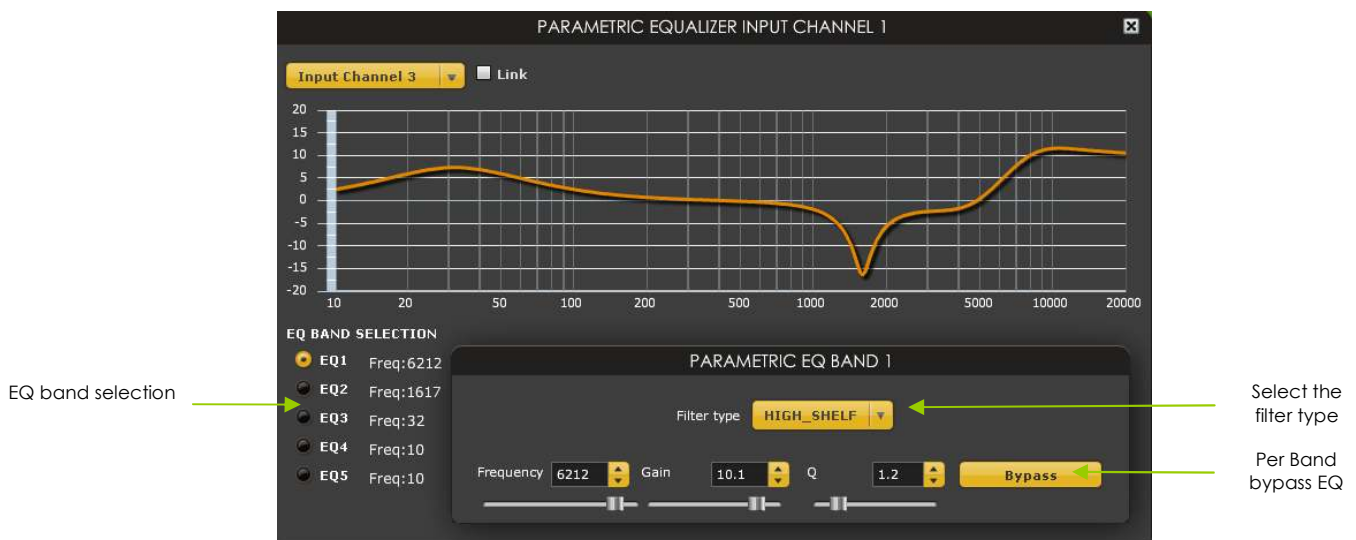 PARAMETRIC EQUALIZER INPUT CHANNEL 1
Input Channel 3
Link
20
15
10
5
0
-5
-10
-15
-20
10 20 50 100 200 500 1000 2000 5000 10000 20000
EQ BAND SELECTION
EQ1 Freq:6212
EQ2 Freq:1617
EQ3 Freq:32
EQ4 Freq:10
EQ5 Freq:10
PARAMETRIC EQ BAND 1
Filter type HIGH_SHELF
Frequency 6212 Gain 10.1 Q 1.2 Bypass
EQ band selection
Select the
filter type
Per Band
bypass EQ